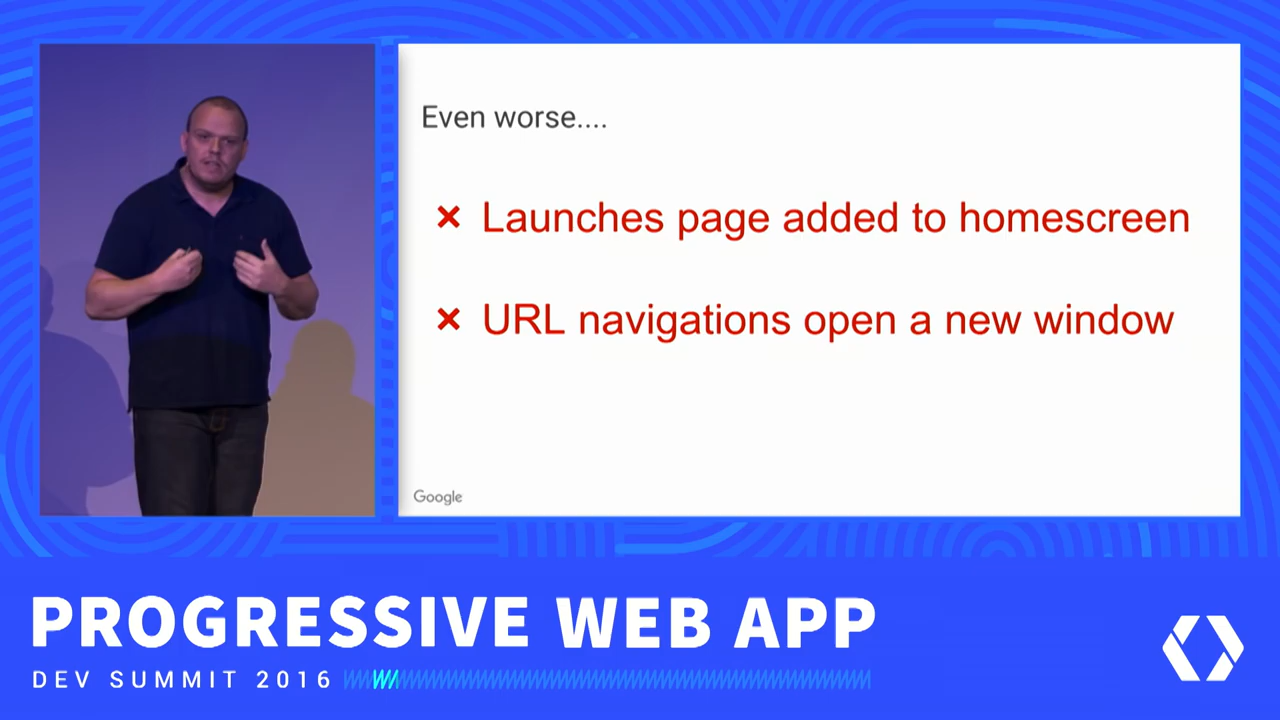 Even worse....
× Launches page added to homescreen
× URL navigations open a new window
Google
PROGRESSIVE WEB APP
DEV SUMMIT 2016